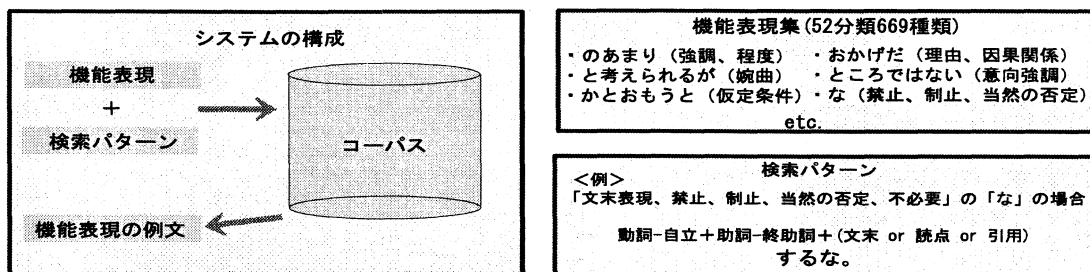 システムの構成
機能表現
+
検索パターン
コーパス
機能表現の例文
機能表現集(52分類669種類)
・のあまり(強調、程度) ・おかげだ(理由、因果関係)
・と考えられるが(婉曲) ・ところではない(意向強調)
・かとおもうと(仮定条件)・な(禁止、制止、当然の否定)
etc.
検索パターン
<例>
「文末表現、禁止、制止、当然の否定、不必要」の「な」の場合
動詞-自立+助詞-終助詞+(文末 or 読点 or 引用)
するな。